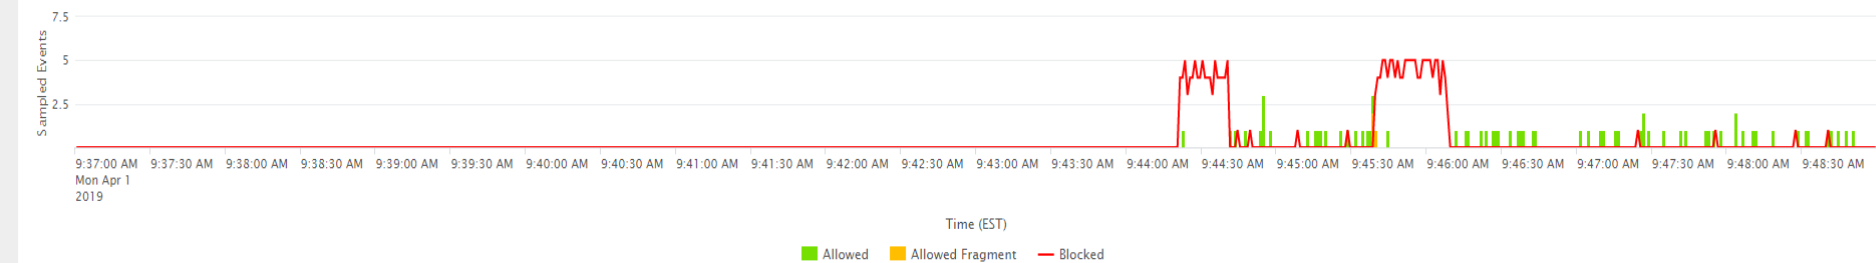 7.5
5
2.5
Sampled Events
9:37:00 AM 9:37:30 AM 9:38:00 AM 9:38:30 AM 9:39:00 AM 9:39:30 AM 9:40:00 AM 9:40:30 AM 9:41:00 AM 9:41:30 AM 9:42:00 AM 9:42:30 AM 9:43:00 AM 9:43:30 AM 9:44:00 AM 9:44:30 AM 9:45:00 AM 9:45:30 AM 9:46:00 AM 9:46:30 AM 9:47:00 AM 9:47:30 AM 9:48:00 AM 9:48:30 AM
Mon Apr 1
2019
Time (EST)
Allowed Allowed Fragment Blocked